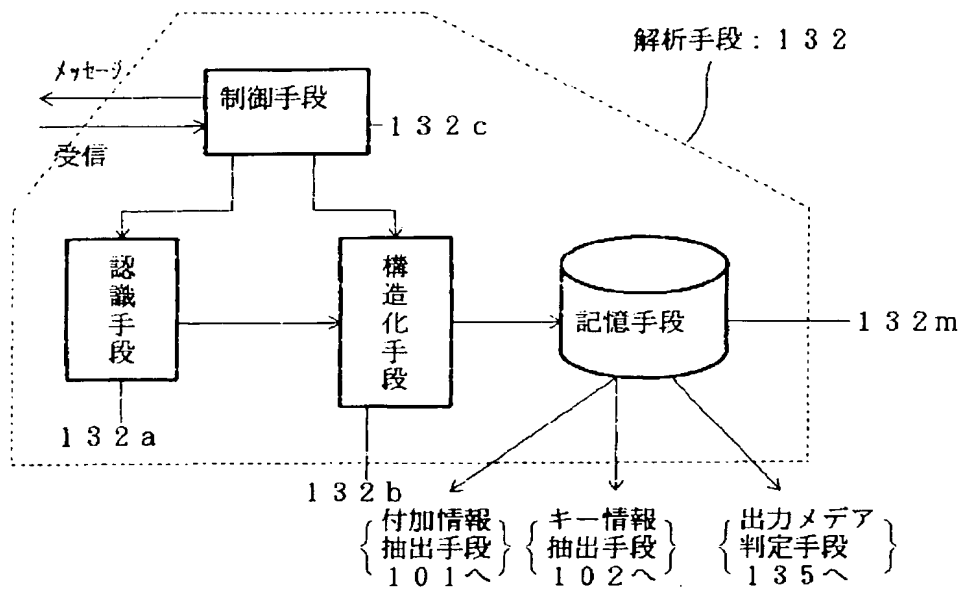 解析手段:132
メッセージ
制御手段
132c
受信
認識手段
構造化手段
記憶手段
132m
132a
132b
付加情報
抽出手段
101へ
キー情報
抽出手段
102へ
出力メデア
判定手段
135へ